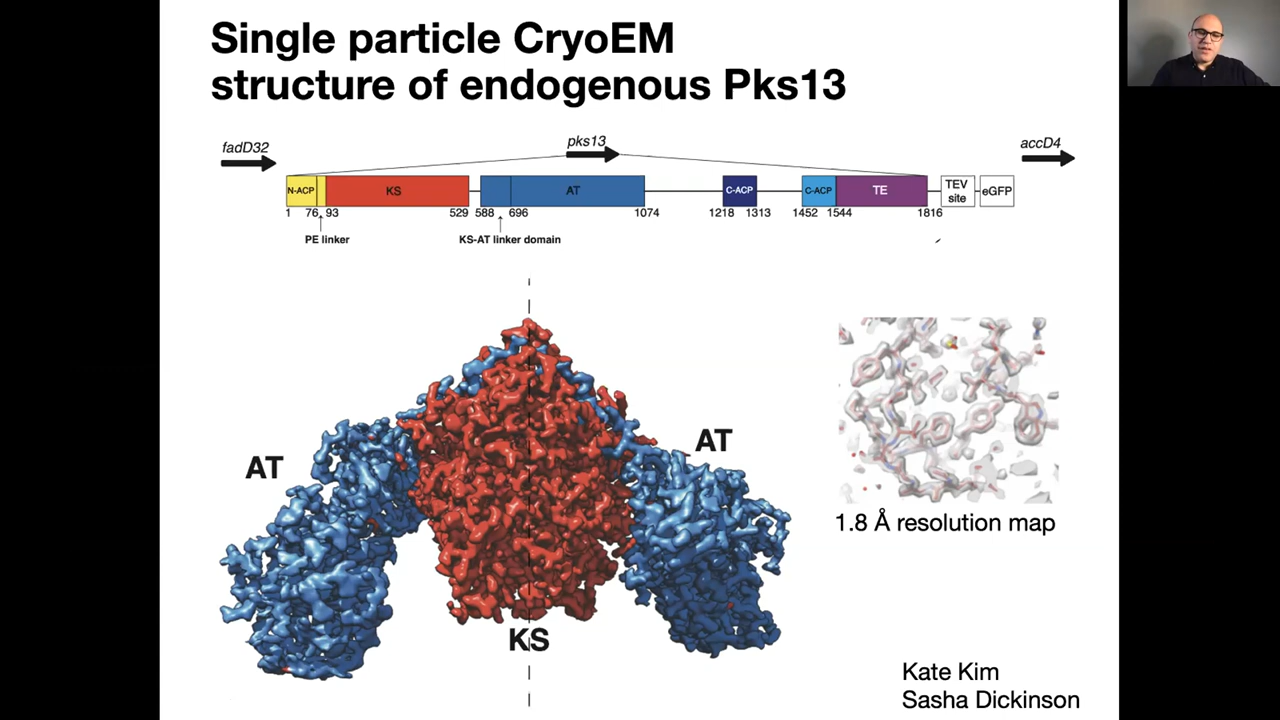 Single particle CryoEM
structure of endogenous Pks13
fadD32
pks13
accD4
N-ACP
KS
AT
C-ACP
C-ACP
TE
TEV
site
eGFP
1 76 93 529 588 696 1074 1218 1313 1452 1544 1816
PE linker
KS-AT linker domain
AT
AT
KS
1.8 Å resolution map
Kate Kim
Sasha Dickinson